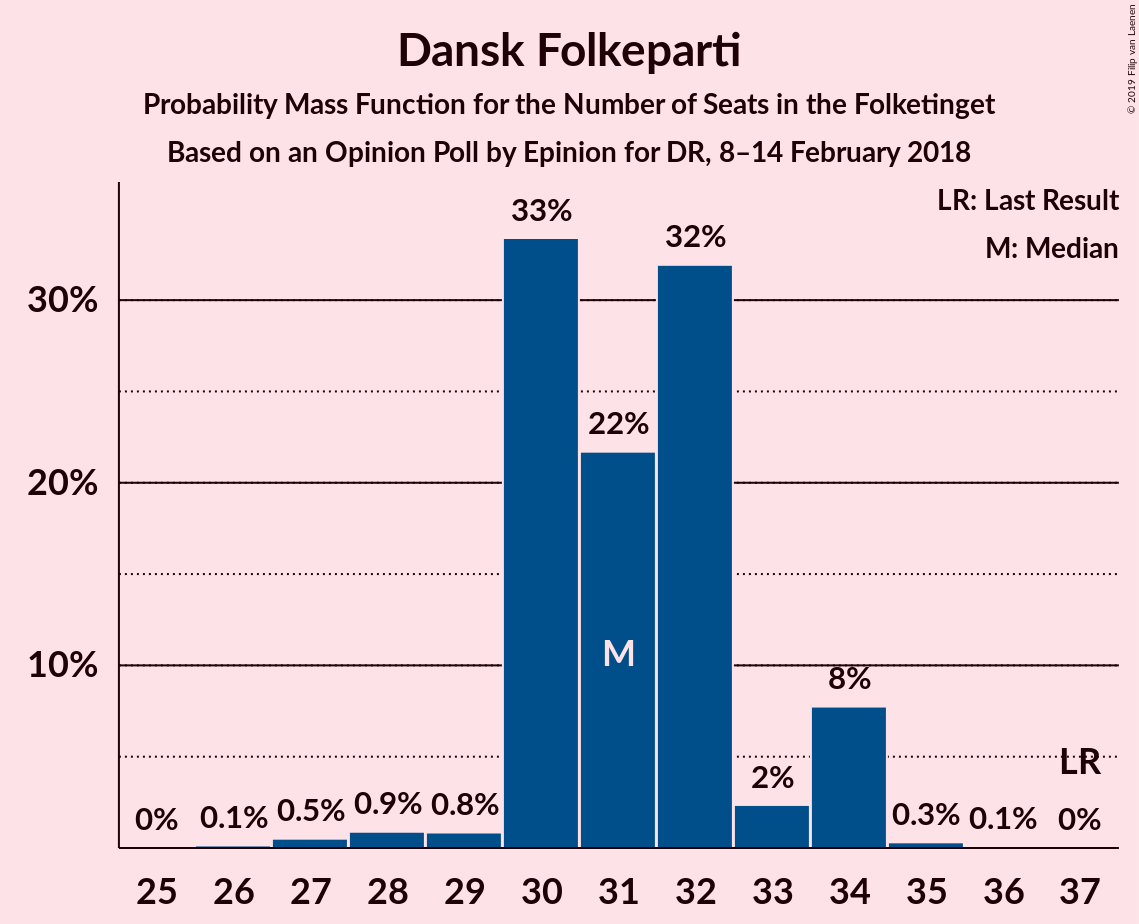 Dansk Folkeparti
Probability Mass Function for the Number of Seats in the Folketinget
Based on an Opinion Poll by Epinion for DR, 8–14 February 2018
© 2019 Filip van Laenen
LR: Last Result
M: Median
33%
32%
30%
22%
20%
M
10%
8%
LR
2%
0%
0.1%
0.5%
0.9%
0.8%
0.3%
0.1%
0%
25 26 27 28 29 30 31 32 33 34 35 36 37